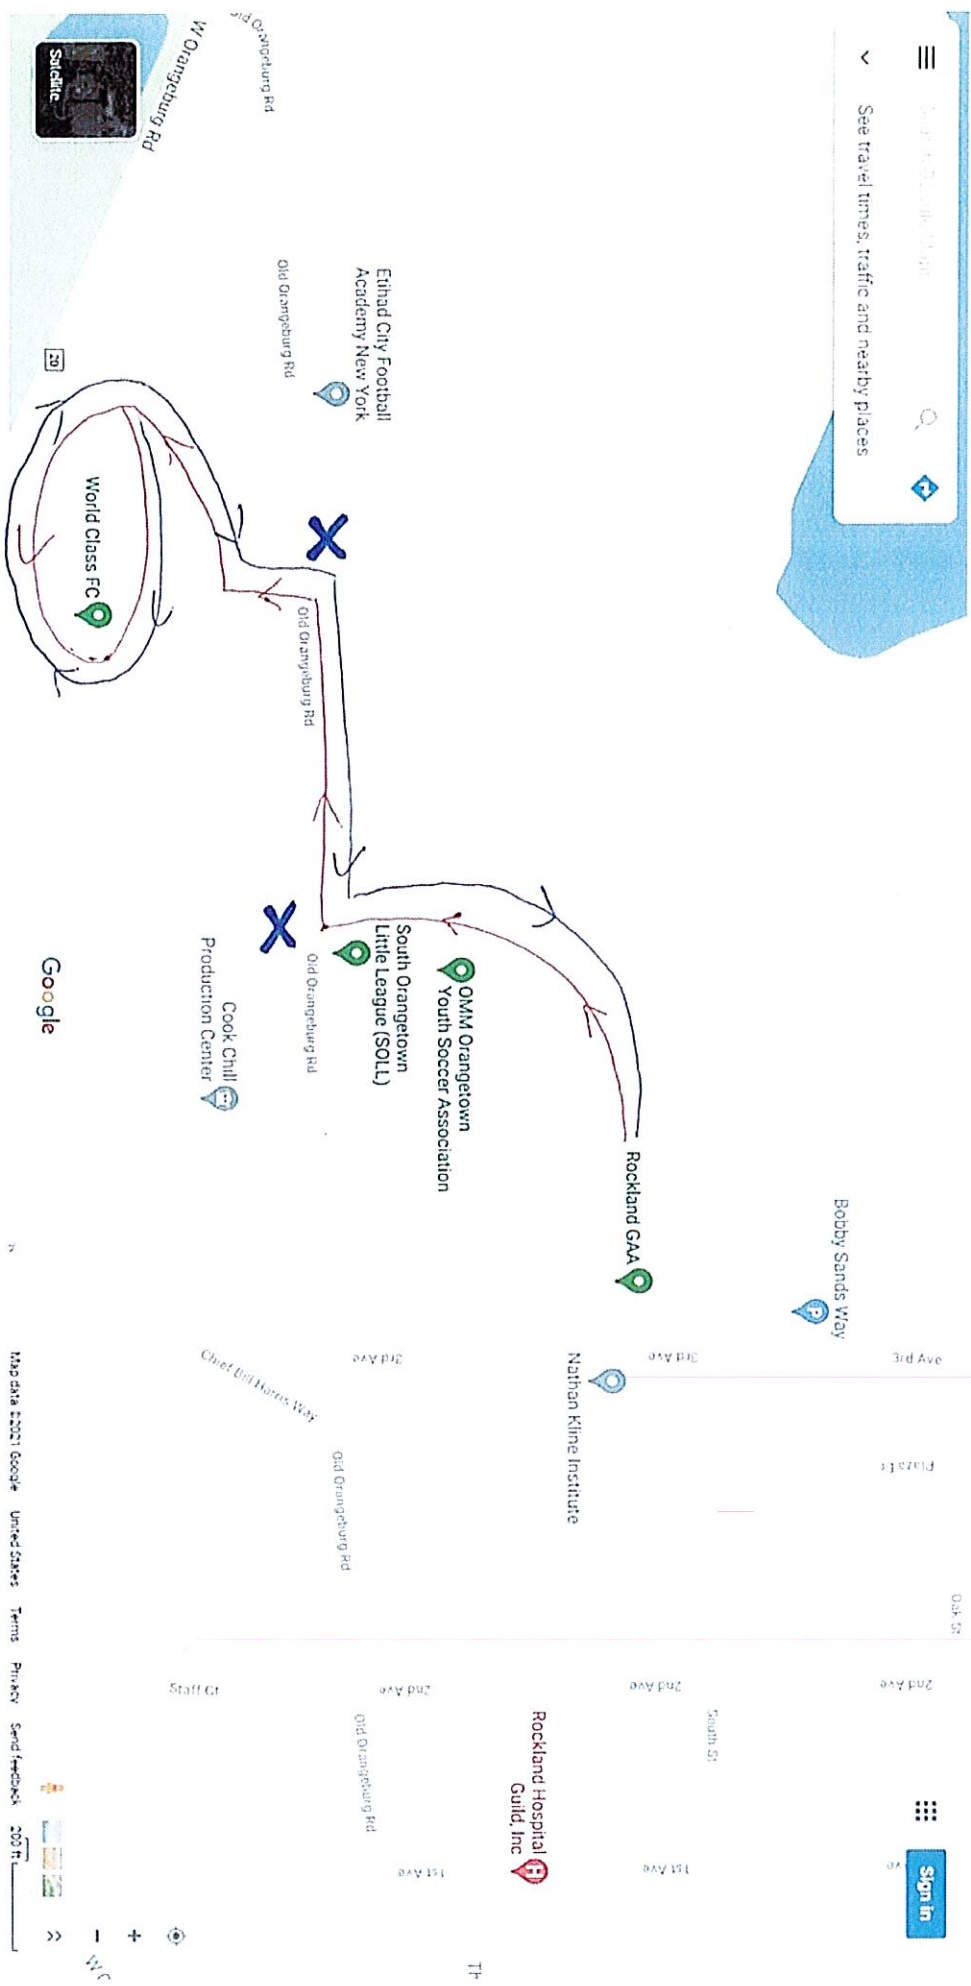 See travel times, traffic and nearby places
Sign in
Oak St
3rd Ave
Plaza Dr
2nd Ave
Bobby Sands Way
P
South St
3rd Ave
2nd Ave
1st Ave
Rockland GAA
Nathan Kline Institute
Rockland Hospital
Guild, Inc
H
OMM Orangetown
Youth Soccer Association
South Orangetown
Little League (SOLL)
Etihad City Football
Academy New York
Old Orangeburg Rd
Old Orangeburg Rd
Old Orangeburg Rd
Old Orangeburg Rd
Old Orangeburg Rd
Old Orangeburg Rd
3rd Ave
2nd Ave
1st Ave
X
X
Cook Chill
Production Center
Chief Bill Harris Way
Staff Ct
W Orangeburg Rd
World Class FC
20
Satellite
Google
Map data ©2021 Google United States Terms Privacy Send feedback 200 ft